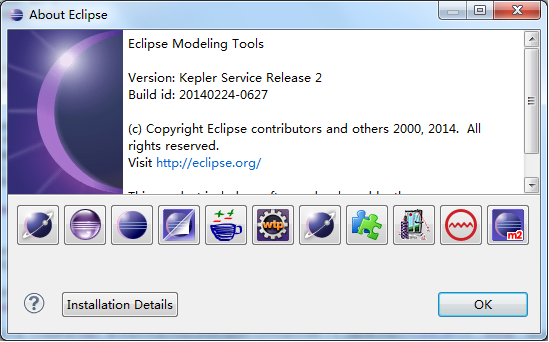 About Eclipse
Eclipse Modeling Tools
Version: Kepler Service Release 2
Build id: 20140224-0627
(c) Copyright Eclipse contributors and others 2000, 2014.  All
rights reserved.
Visit http://eclipse.org/
wtp
m2
Installation Details
OK